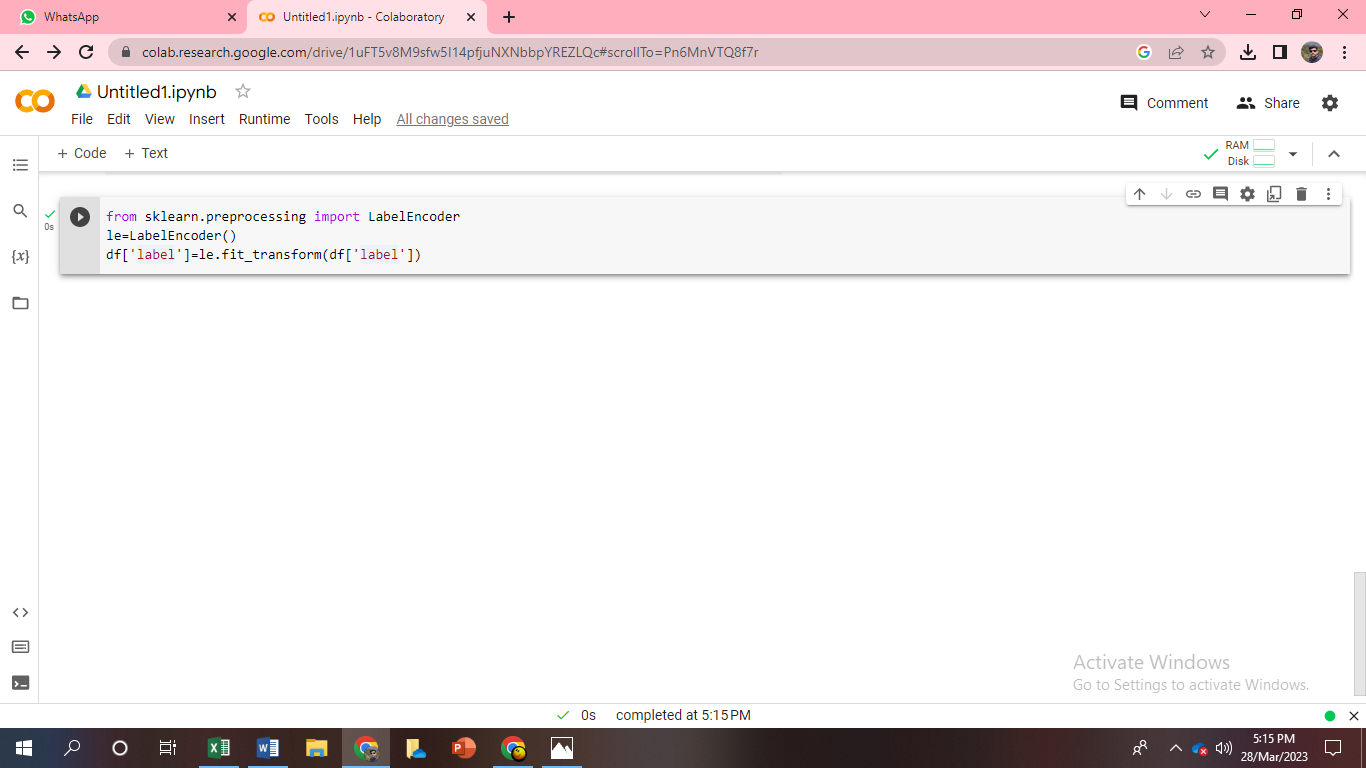 WhatsApp
Untitled1.ipynb - Colaboratory
colab.research.google.com/drive/1uFT5v8M9sfw5I14pfjuNXNbbpYREZLQc#scrollTo=Pn6MnVTQ8f7r
Untitled1.ipynb
File Edit View Insert Runtime Tools Help All changes saved
Comment Share
+ Code + Text
RAM
Disk
0s
from sklearn.preprocessing import LabelEncoder
le=LabelEncoder()
df['label']=le.fit_transform(df['label'])
{x}
Activate Windows
Go to Settings to activate Windows.
0s completed at 5:15 PM
5:15 PM
28/Mar/2023